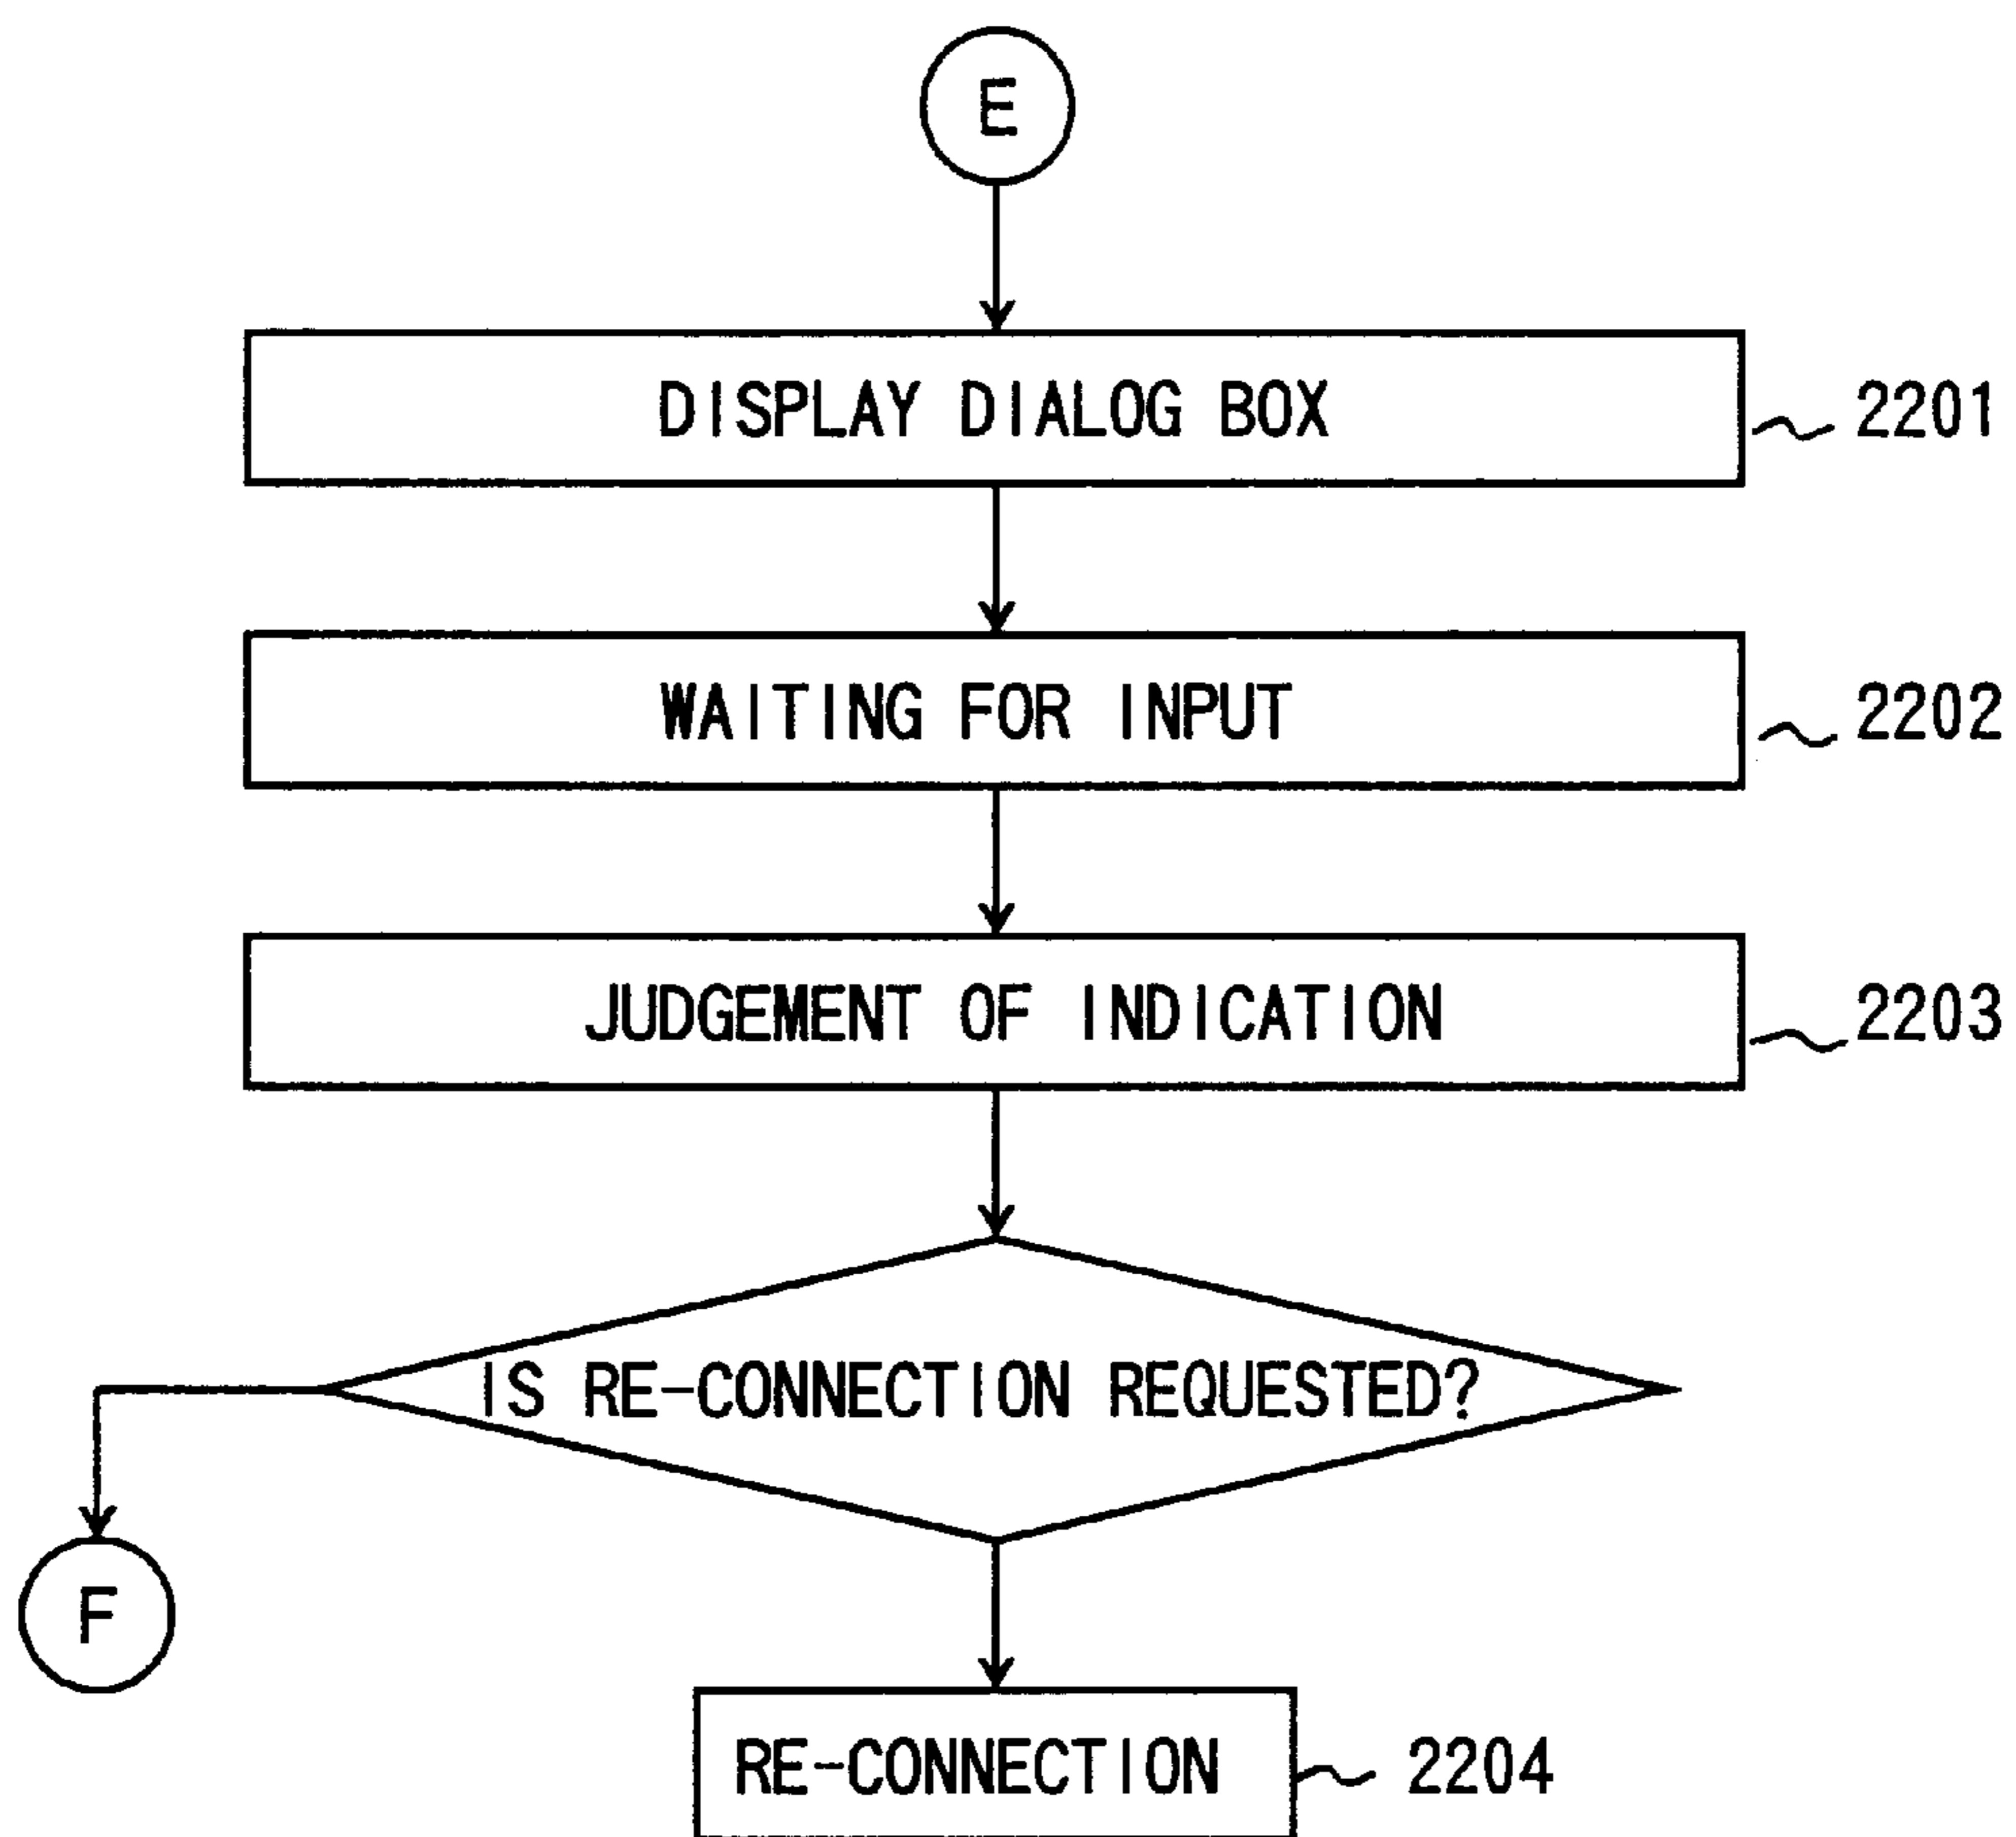 E
DISPLAY DIALOG BOX
2201
WAITING FOR INPUT
2202
JUDGEMENT OF INDICATION
2203
IS RE-CONNECTION REQUESTED?
F
RE-CONNECTION
2204